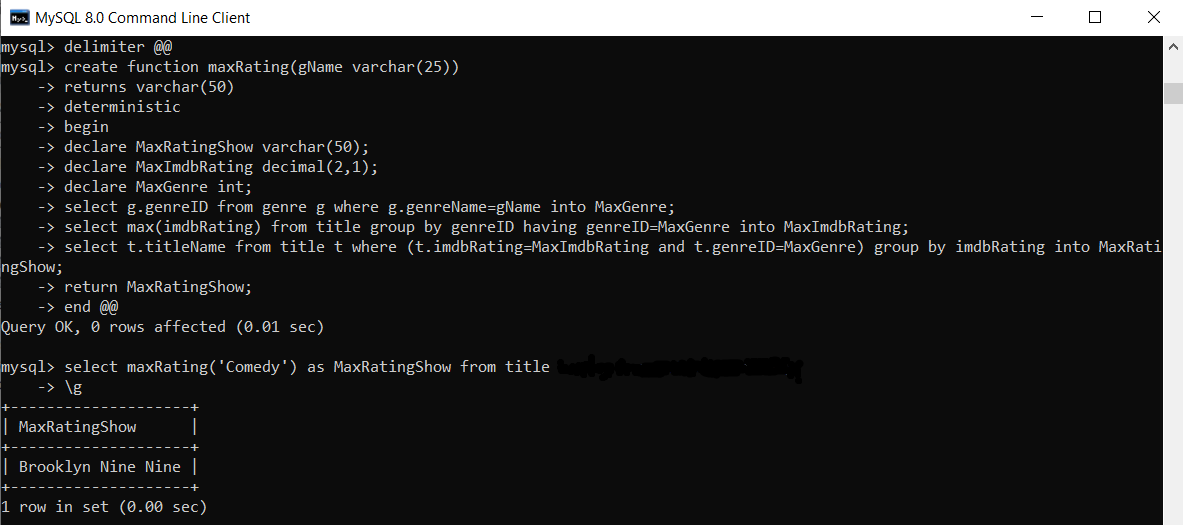 MySQL 8.0 Command Line Client
mysql> delimiter @@
mysql> create function maxRating(gName varchar(25))
    -> returns varchar(50)
    -> deterministic
    -> begin
    -> declare MaxRatingShow varchar(50);
    -> declare MaxImdbRating decimal(2,1);
    -> declare MaxGenre int;
    -> select g.genreID from genre g where g.genreName=gName into MaxGenre;
    -> select max(imdbRating) from title group by genreID having genreID=MaxGenre into MaxImdbRating;
    -> select t.titleName from title t where (t.imdbRating=MaxImdbRating and t.genreID=MaxGenre) group by imdbRating into MaxRati
ngShow;
    -> return MaxRatingShow;
    -> end @@
Query OK, 0 rows affected (0.01 sec)
mysql> select maxRating('Comedy') as MaxRatingShow from title
    -> \g
+-------------------+
| MaxRatingShow      |
+-------------------+
| Brooklyn Nine Nine |
+-------------------+
1 row in set (0.00 sec)